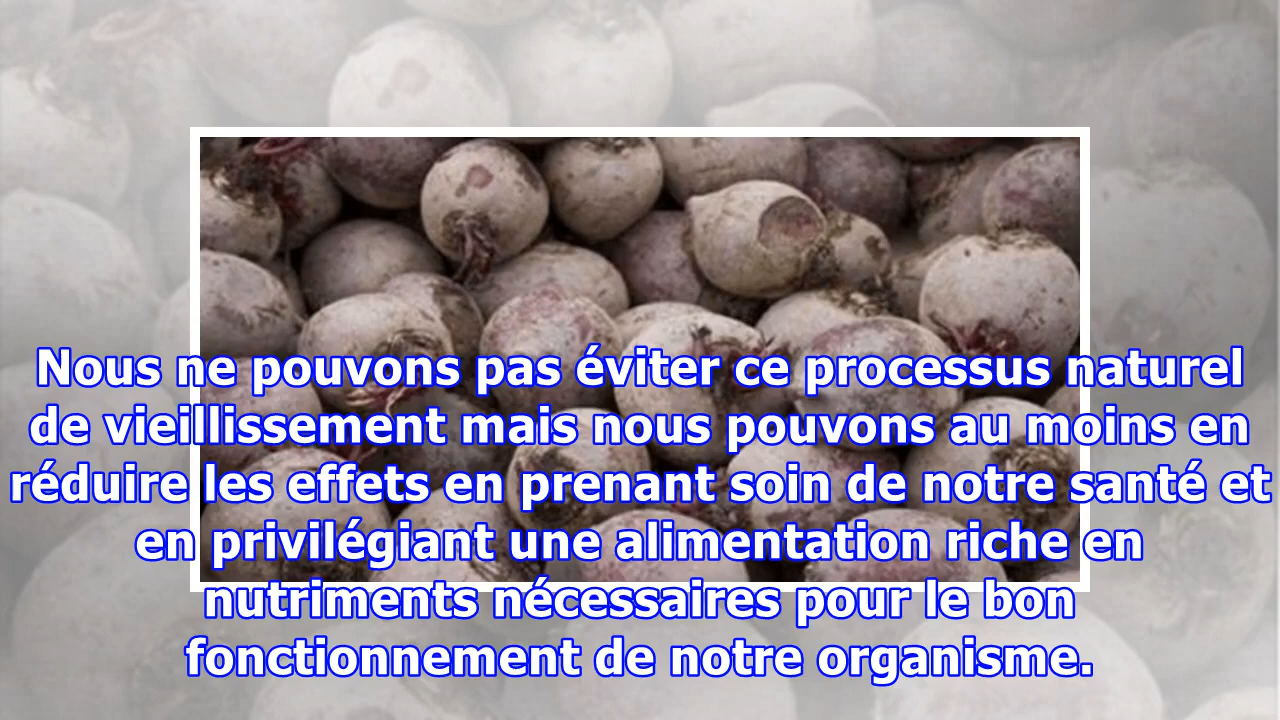 Nous ne pouvons pas éviter ce processus naturel
de vieillissement mais nous pouvons au moins en
réduire les effets en prenant soin de notre santé et
en privilégiant une alimentation riche en
nutriments nécessaires pour le bon
fonctionnement de notre organisme.